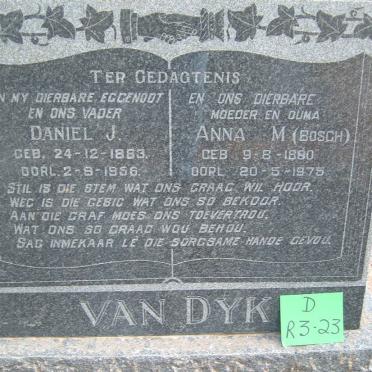 TER GEDAGTENIS
AN MY DIERBARE EGGENOOT
EN ONS VADER
DANIEL J.
GEB. 24-12-1883.
OORL. 2-9-1956.
EN ONS DIERBARE
MOEDER EN OUMA
ANNA M (BOSCH)
GEB 9-8-1890
OORL 20-5-1975
STIL IS DIE STEM WAT ONS GRAAG WIL HOOR.
WEG IS DIE GESIG WAT ONS SO BEKOOR.
AAN DIE GRAF MOES ONS TOEVERTROU.
WAT ONS SO GRAAG WOU BEHOU.
SAG INMEKAAR LÊ DIE SORGSAME HANDE GEVOU.
VAN DYK
D
R3-23